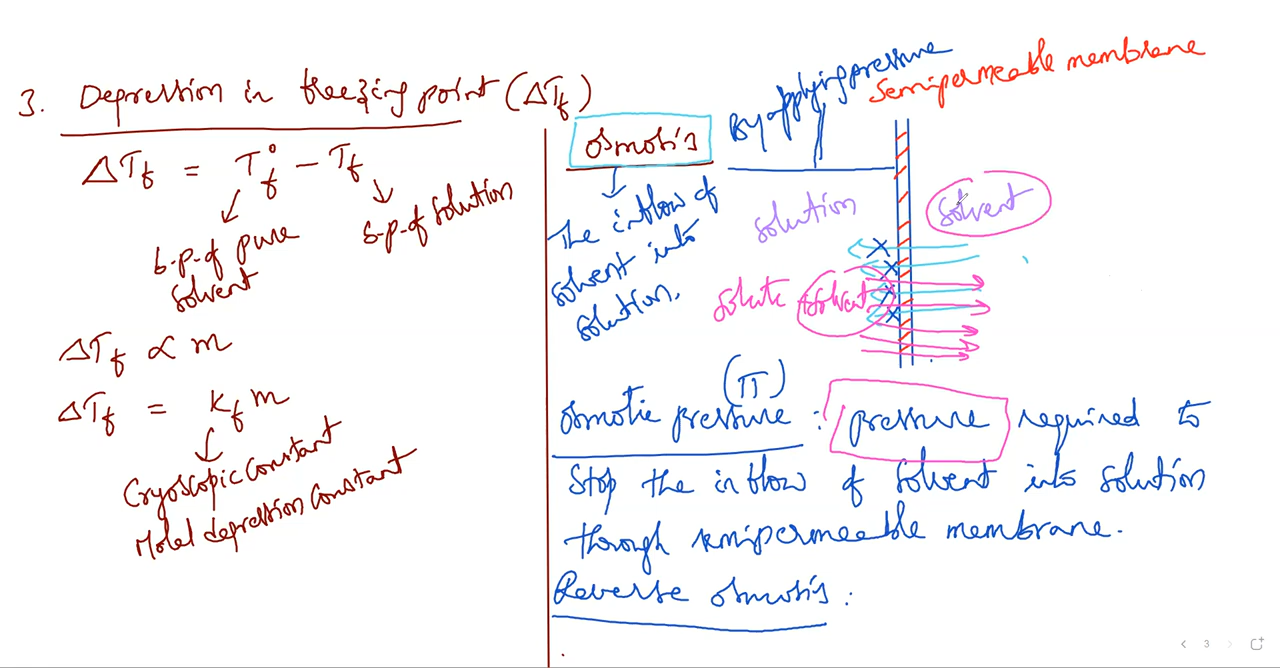 3. Depression in freezing point (ΔTf)
ΔTf = Tf° − Tf
f.p. of pure solvent
f.p. of solution
ΔTf ∝ m
ΔTf = Kf m
Cryoscopic constant
Molal depression constant
Osmosis
The inflow of
solvent into
solution.
By applying pressure
Semipermeable membrane
solution
solvent
solute + solvent
(π)
Osmotic pressure : pressure required to
stop the inflow of solvent into solution
through semipermeable membrane.
Reverse osmosis :
3